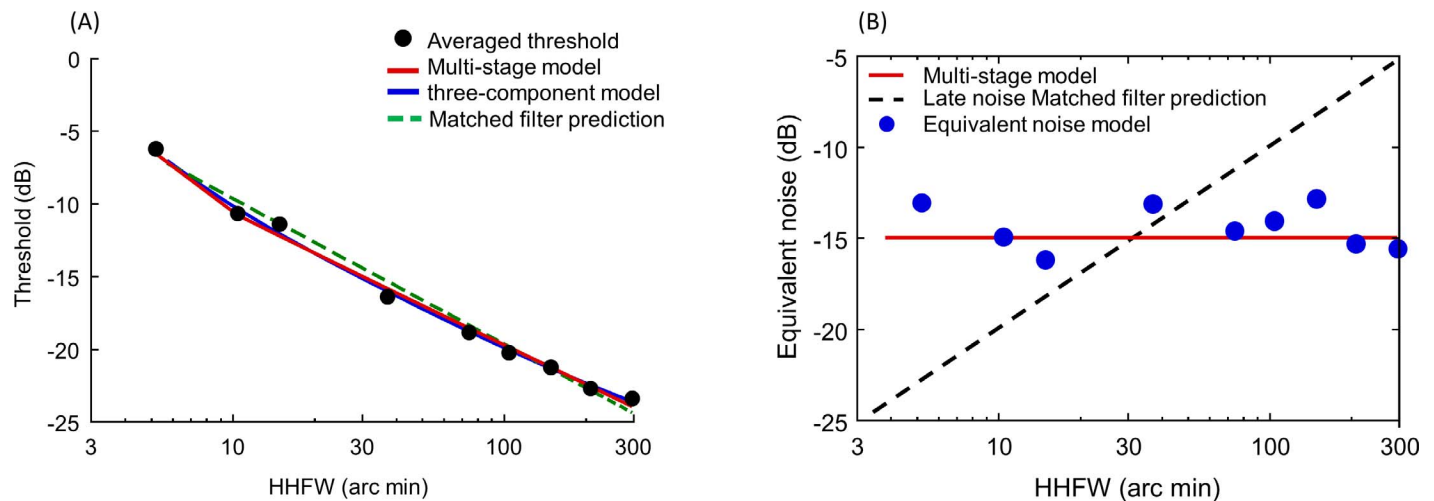 (A)
Averaged threshold
Multi-stage model
three-component model
Matched filter prediction
Threshold (dB)
0
-5
-10
-15
-20
-25
3
10
30
100
300
HHFW (arc min)
(B)
Multi-stage model
Late noise Matched filter prediction
Equivalent noise model
Equivalent noise (dB)
-5
-10
-15
-20
-25
3
10
30
100
300
HHFW (arc min)